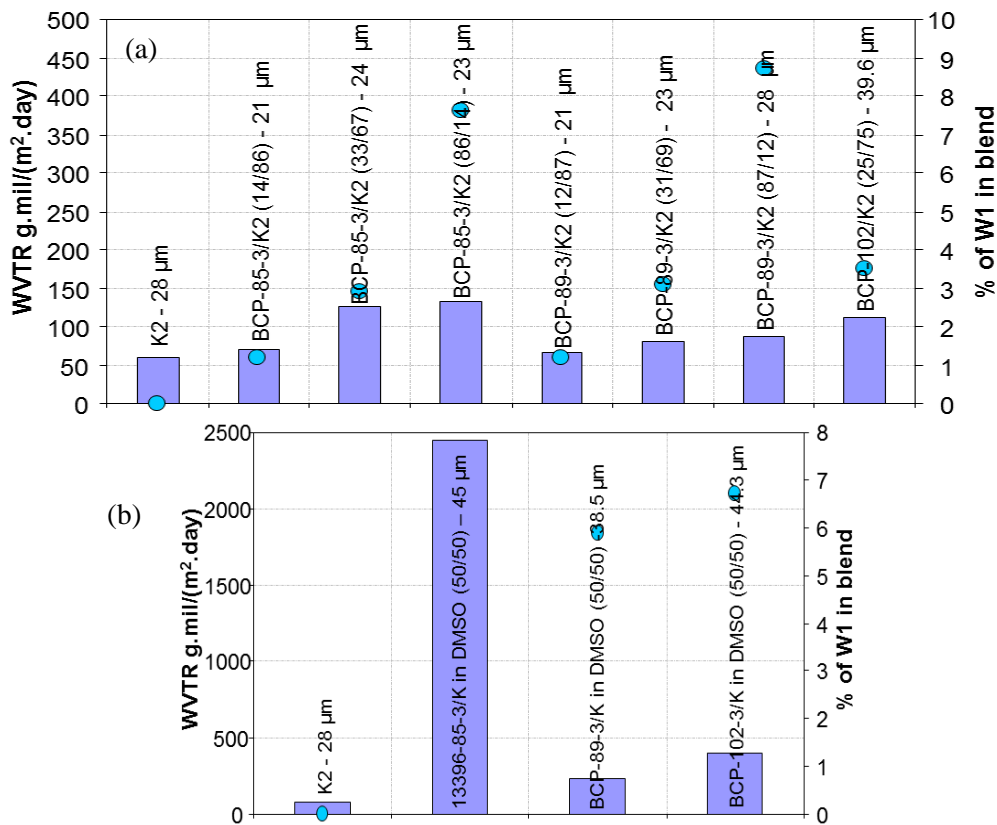 (a)
WVTR g.mil/(m².day)
500
450
400
350
300
250
200
150
100
50
0
K2 - 28 µm
BCP-85-3/K2 (14/86) - 21 µm
BCP-85-3/K2 (33/67) - 24 µm
BCP-85-3/K2 (86/14) - 23 µm
BCP-89-3/K2 (12/87) - 21 µm
BCP-89-3/K2 (31/69) - 23 µm
BCP-89-3/K2 (87/12) - 28 µm
BCP-102/K2 (25/75) - 39.6 µm
10
9
8
7
6
5
4
3
2
1
0
% of W1 in blend
(b)
WVTR g.mil/(m².day)
2500
2000
1500
1000
500
0
K2 - 28 µm
13396-85-3/K in DMSO (50/50) – 45 µm
BCP-89-3/K in DMSO (50/50) - 38.5 µm
BCP-102-3/K in DMSO (50/50) - 44.3 µm
8
7
6
5
4
3
2
1
0
% of W1 in blend